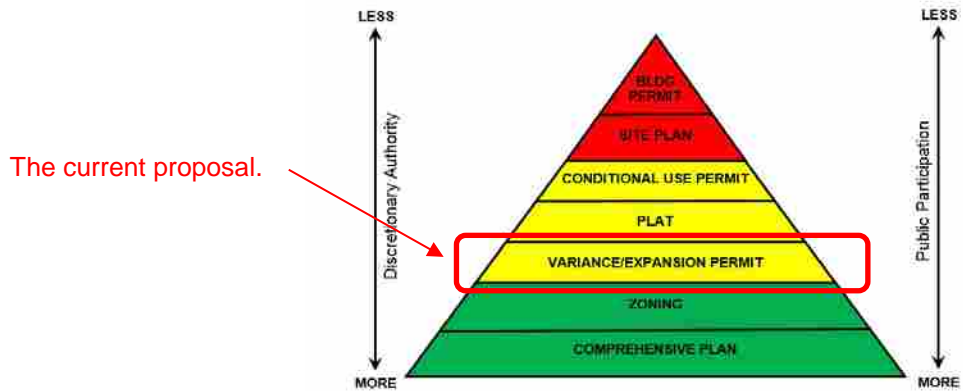 LESS
LESS
BLDG
PERMIT
SITE PLAN
The current proposal.
CONDITIONAL USE PERMIT
Discretionary Authority
PLAT
Public Participation
VARIANCE/EXPANSION PERMIT
ZONING
COMPREHENSIVE PLAN
MORE
MORE